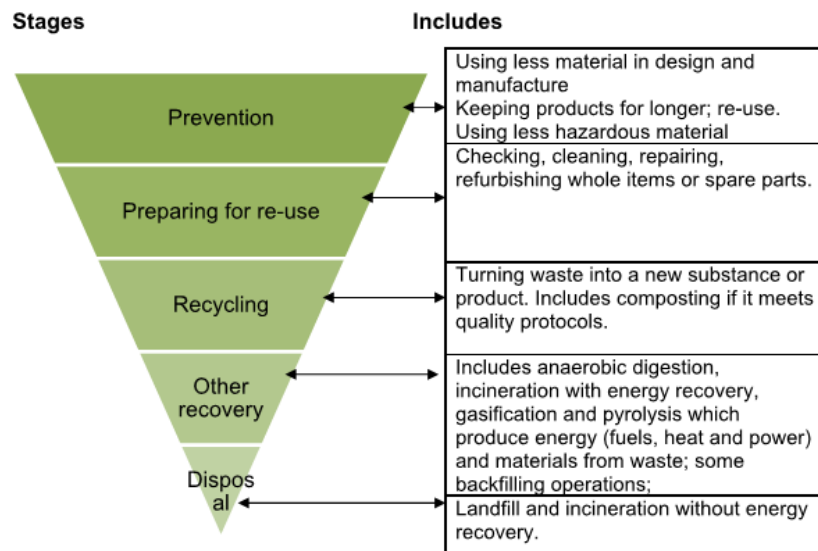 Stages
Includes
Prevention
Using less material in design and
manufacture
Keeping products for longer; re-use.
Using less hazardous material
Preparing for re-use
Checking, cleaning, repairing,
refurbishing whole items or spare parts.
Recycling
Turning waste into a new substance or
product. Includes composting if it meets
quality protocols.
Other
recovery
Includes anaerobic digestion,
incineration with energy recovery,
gasification and pyrolysis which
produce energy (fuels, heat and power)
and materials from waste; some
backfilling operations;
Dispos
al
Landfill and incineration without energy
recovery.